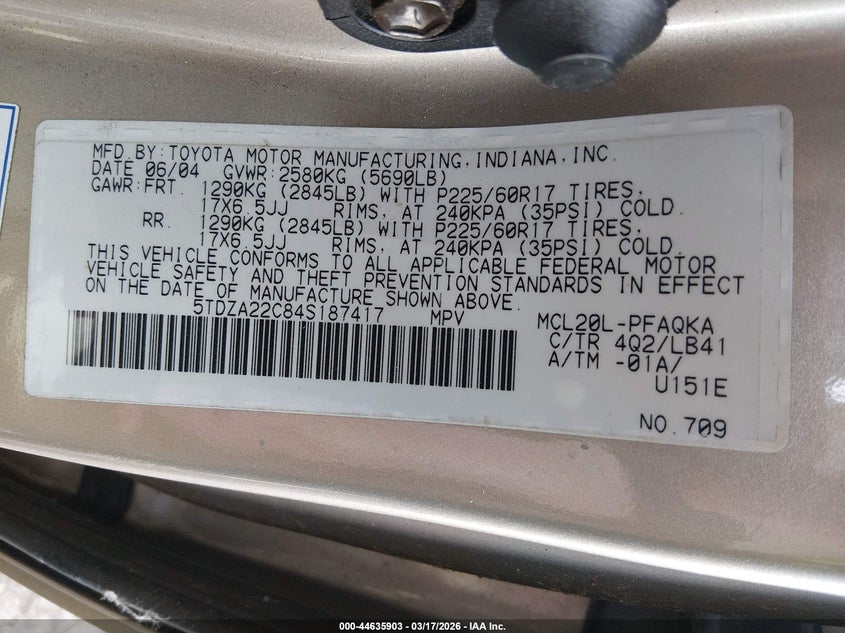 MFD. BY: TOYOTA MOTOR MANUFACTURING, INDIANA, INC.
DATE 06/04 GVWR: 2580KG (5690LB)
GAWR: FRT. 1290KG (2845LB) WITH P225/60R17 TIRES,
17X6.5JJ RIMS, AT 240KPA (35PSI) COLD.
RR. 1290KG (2845LB) WITH P225/60R17 TIRES,
17X6.5JJ RIMS, AT 240KPA (35PSI) COLD.
THIS VEHICLE CONFORMS TO ALL APPLICABLE FEDERAL MOTOR
VEHICLE SAFETY AND THEFT PREVENTION STANDARDS IN EFFECT
ON THE DATE OF MANUFACTURE SHOWN ABOVE.
5TDZA22C84S187417 MPV
MCL20L-PFAQKA
C/TR 4Q2/LB41
A/TM -01A/
U151E
NO. 709
000-44635903 — 03/17/2026 — IAA Inc.